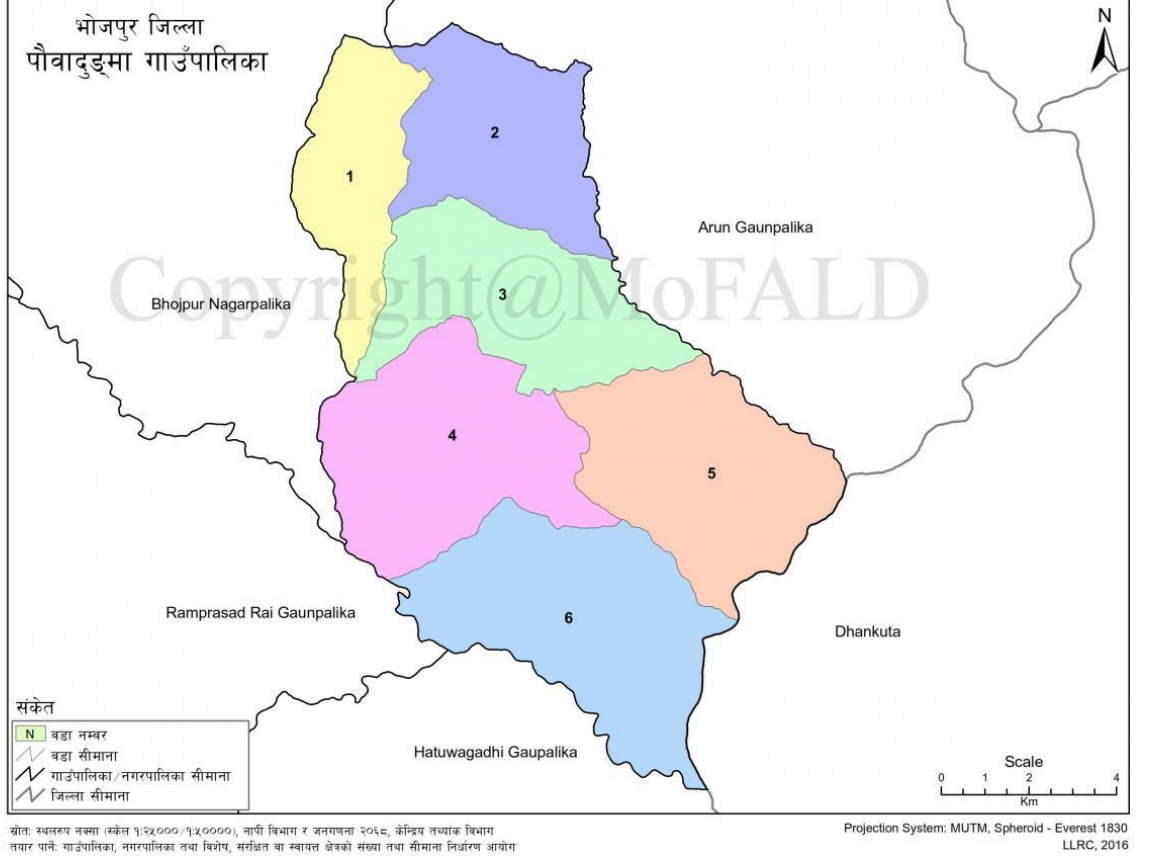 भोजपुर जिल्ला
पौवादुङ्मा गाउँपालिका
N
2
1
Arun Gaunpalika
Copyright@MoFALD
3
Bhojpur Nagarpalika
4
5
Ramprasad Rai Gaunpalika
6
Dhankuta
संकेत
N वडा नम्बर
वडा सीमाना
गाउँपालिका/नगरपालिका सीमाना
जिल्ला सीमाना
Hatuwagadhi Gaupalika
Scale
0 1 2 4
Km
स्रोत: स्थलरुप नक्सा (स्केल १:२५०००/१:५००००), नापी विभाग र जनगणना २०६८, केन्द्रिय तथ्यांक विभाग
तयार पार्ने: गाउँपालिका, नगरपालिका तथा विशेष, संरक्षित वा स्वायत्त क्षेत्रको संख्या तथा सीमाना निर्धारण आयोग
Projection System: MUTM, Spheroid - Everest 1830
LLRC, 2016